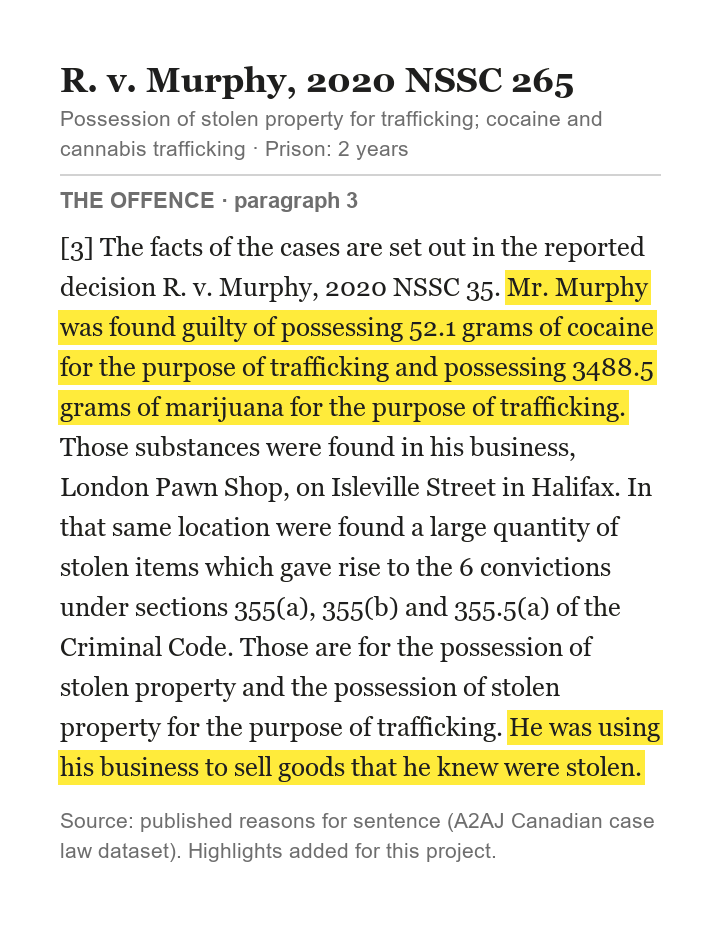 R. v. Murphy, 2020 NSSC 265
Possession of stolen property for trafficking; cocaine and
cannabis trafficking · Prison: 2 years
THE OFFENCE · paragraph 3
[3] The facts of the cases are set out in the reported
decision R. v. Murphy, 2020 NSSC 35. Mr. Murphy
was found guilty of possessing 52.1 grams of cocaine
for the purpose of trafficking and possessing 3488.5
grams of marijuana for the purpose of trafficking.
Those substances were found in his business,
London Pawn Shop, on Isleville Street in Halifax. In
that same location were found a large quantity of
stolen items which gave rise to the 6 convictions
under sections 355(a), 355(b) and 355.5(a) of the
Criminal Code. Those are for the possession of
stolen property and the possession of stolen
property for the purpose of trafficking. He was using
his business to sell goods that he knew were stolen.
Source: published reasons for sentence (A2AJ Canadian case
law dataset). Highlights added for this project.